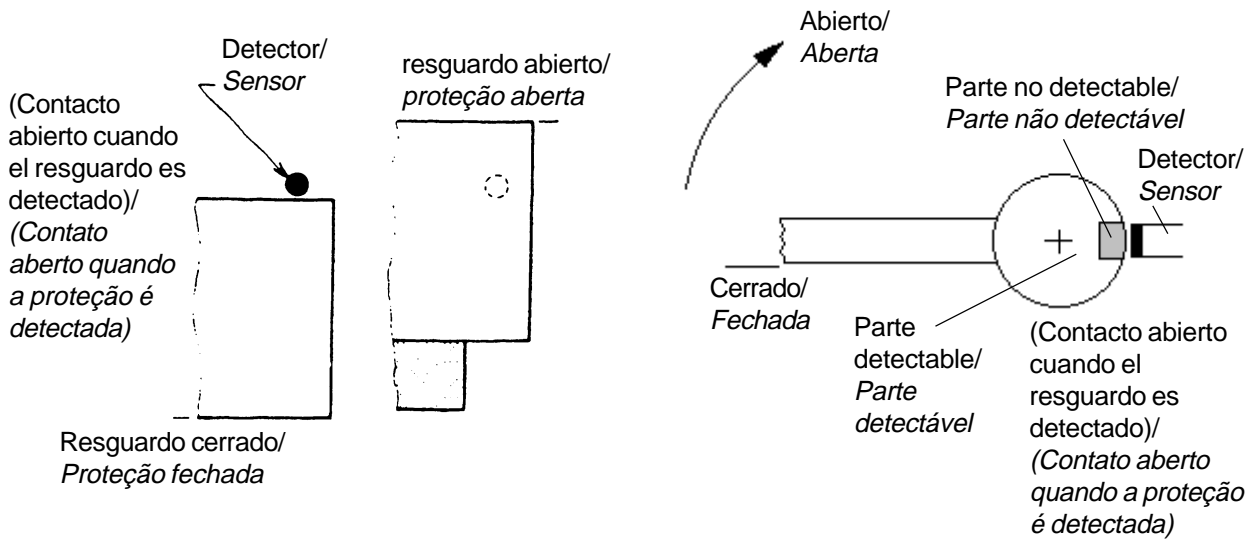 Detector/
Sensor
(Contacto
abierto cuando
el resguardo es
detectado)/
(Contato
aberto quando
a proteção é
detectada)
Resguardo cerrado/
Proteção fechada
resguardo abierto/
proteção aberta
Abierto/
Aberta
Parte no detectable/
Parte não detectável
Detector/
Sensor
Cerrado/
Fechada
Parte
detectable/
Parte
detectável
(Contacto abierto
cuando el
resguardo es
detectado)/
(Contato aberto
quando a proteção
é detectada)